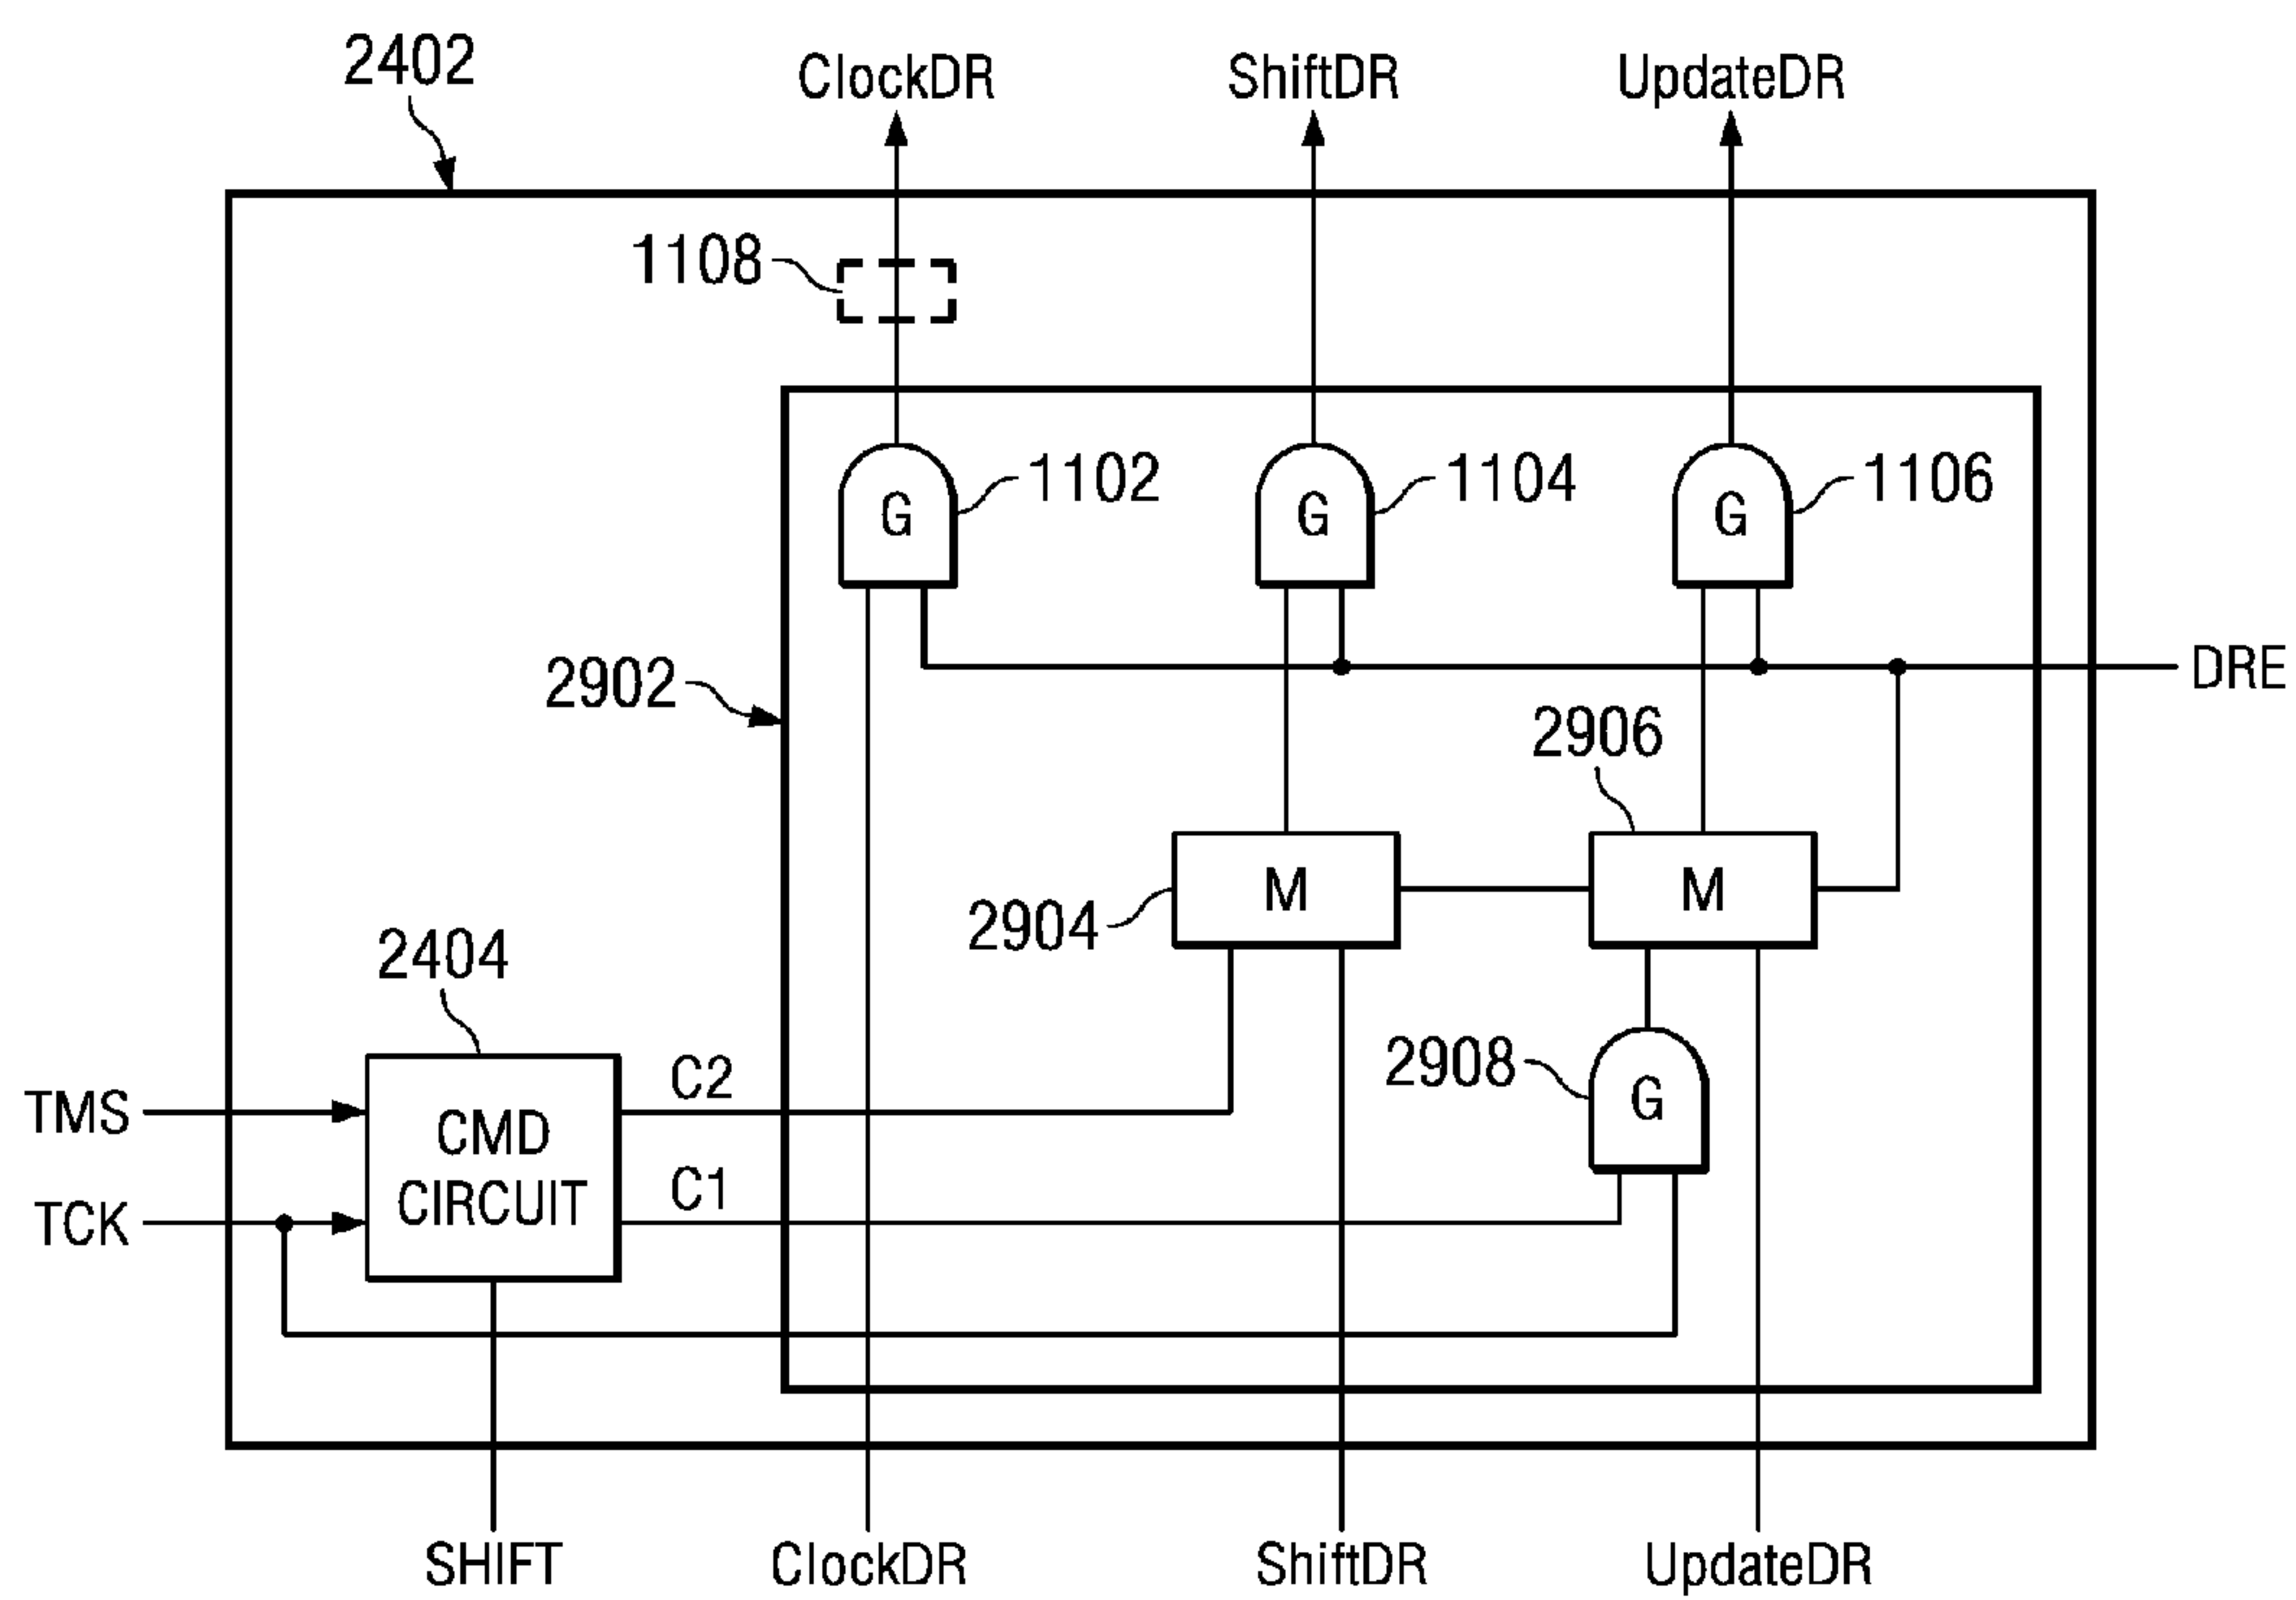 2402
ClockDR
ShiftDR
UpdateDR
1108
G
1102
G
1104
G
1106
2902
DRE
2906
M
M
2904
2404
2908
G
TMS
CMD
CIRCUIT
C2
TCK
C1
SHIFT
ClockDR
ShiftDR
UpdateDR